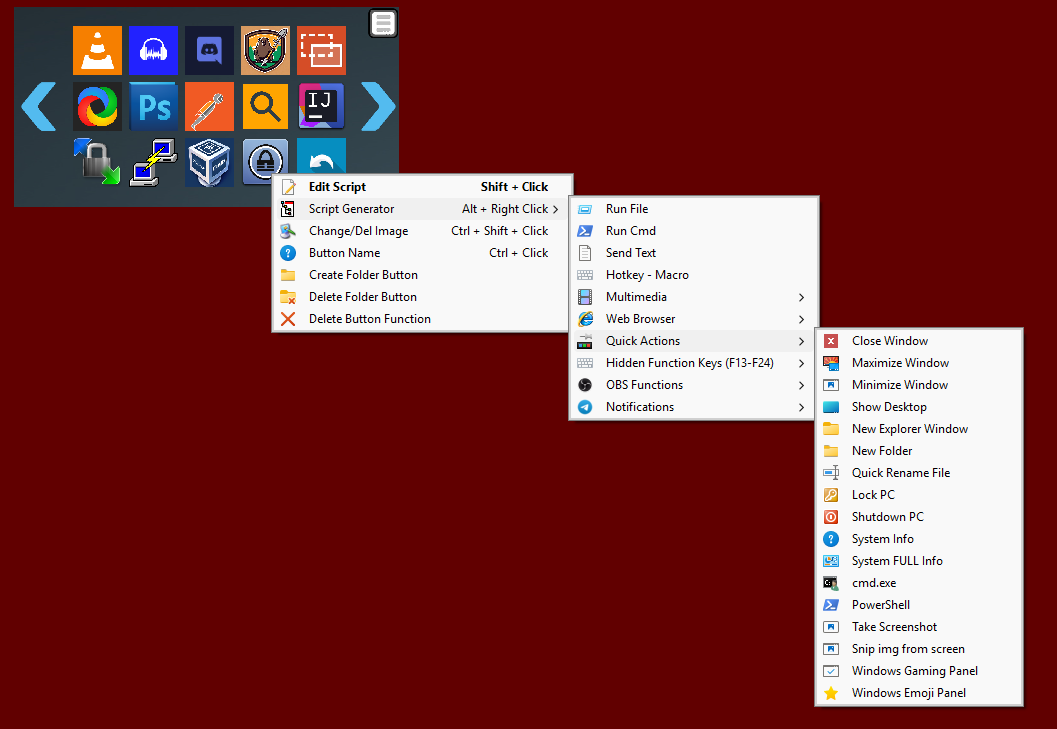 Ps
IJ
Edit Script Shift + Click
Script Generator Alt + Right Click
Change/Del Image Ctrl + Shift + Click
Button Name Ctrl + Click
Create Folder Button
Delete Folder Button
Delete Button Function
Run File
Run Cmd
Send Text
Hotkey - Macro
Multimedia
Web Browser
Quick Actions
Hidden Function Keys (F13-F24)
OBS Functions
Notifications
Close Window
Maximize Window
Minimize Window
Show Desktop
New Explorer Window
New Folder
Quick Rename File
Lock PC
Shutdown PC
System Info
System FULL Info
cmd.exe
PowerShell
Take Screenshot
Snip img from screen
Windows Gaming Panel
Windows Emoji Panel